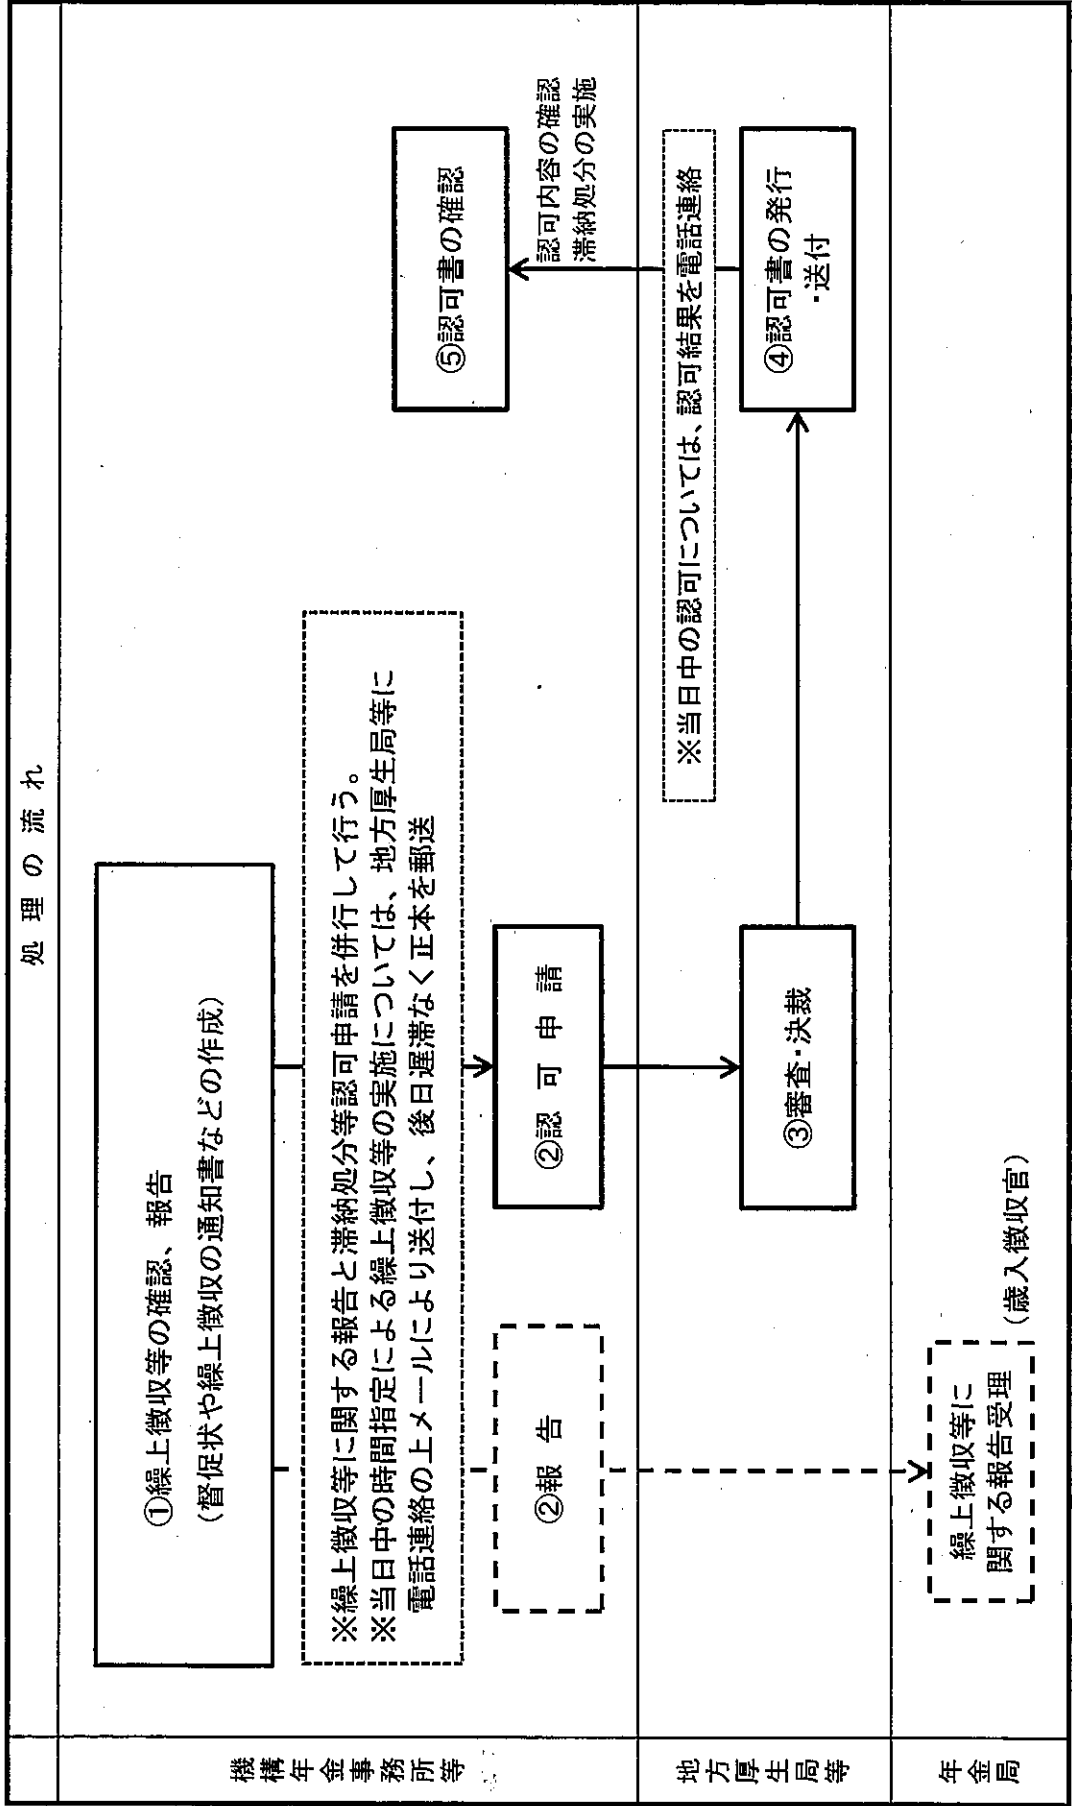 処理の流れ
機構年金事務所等
①繰上徴収等の確認、報告
(督促状や繰上徴収の通知書などの作成)
※繰上徴収等に関する報告と滞納処分等認可申請を併行して行う。
※当日中の時間指定による繰上徴収等の実施については、地方厚生局等に
電話連絡の上メールにより送付し、後日遅滞なく正本を郵送
②報告
②認可申請
⑤認可書の確認
認可内容の確認
滞納処分の実施
地方厚生局等
※当日中の認可については、認可結果を電話連絡
③審査・決裁
④認可書の発行
・送付
年金局
繰上徴収等に
関する報告受理
(歳入徴収官)